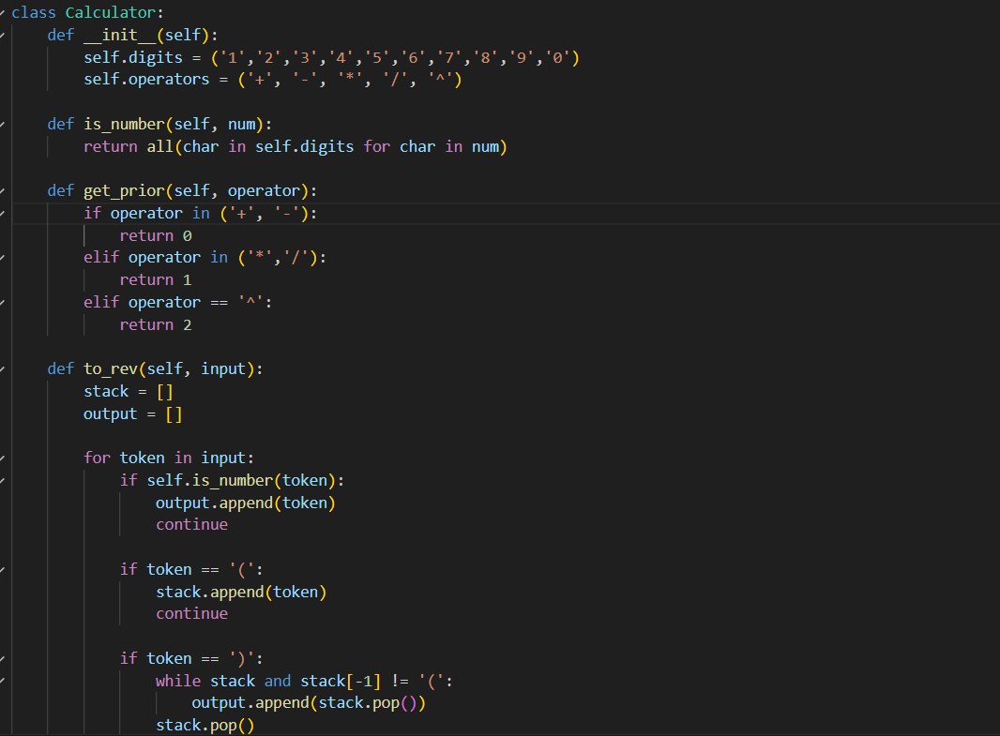 class Calculator:
    def __init__(self):
        self.digits = ('1','2','3','4','5','6','7','8','9','0')
        self.operators = ('+', '-', '*', '/', '^')

    def is_number(self, num):
        return all(char in self.digits for char in num)

    def get_prior(self, operator):
        if operator in ('+', '-'):
            return 0
        elif operator in ('*','/'):
            return 1
        elif operator == '^':
            return 2

    def to_rev(self, input):
        stack = []
        output = []

        for token in input:
            if self.is_number(token):
                output.append(token)
                continue

            if token == '(':
                stack.append(token)
                continue

            if token == ')':
                while stack and stack[-1] != '(':
                    output.append(stack.pop())
                stack.pop()